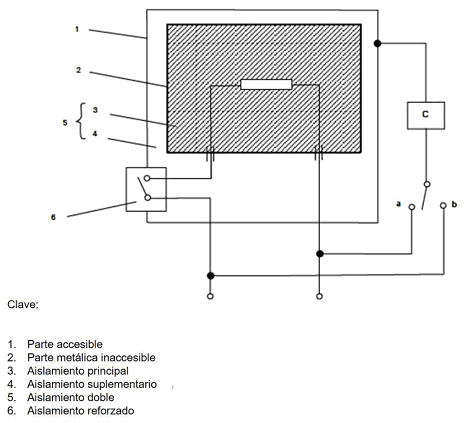 1
2
3
5
4
6
C
a
b
Clave:
1. Parte accesible
2. Parte metálica inaccesible
3. Aislamiento principal
4. Aislamiento suplementario
5. Aislamiento doble
6. Aislamiento reforzado